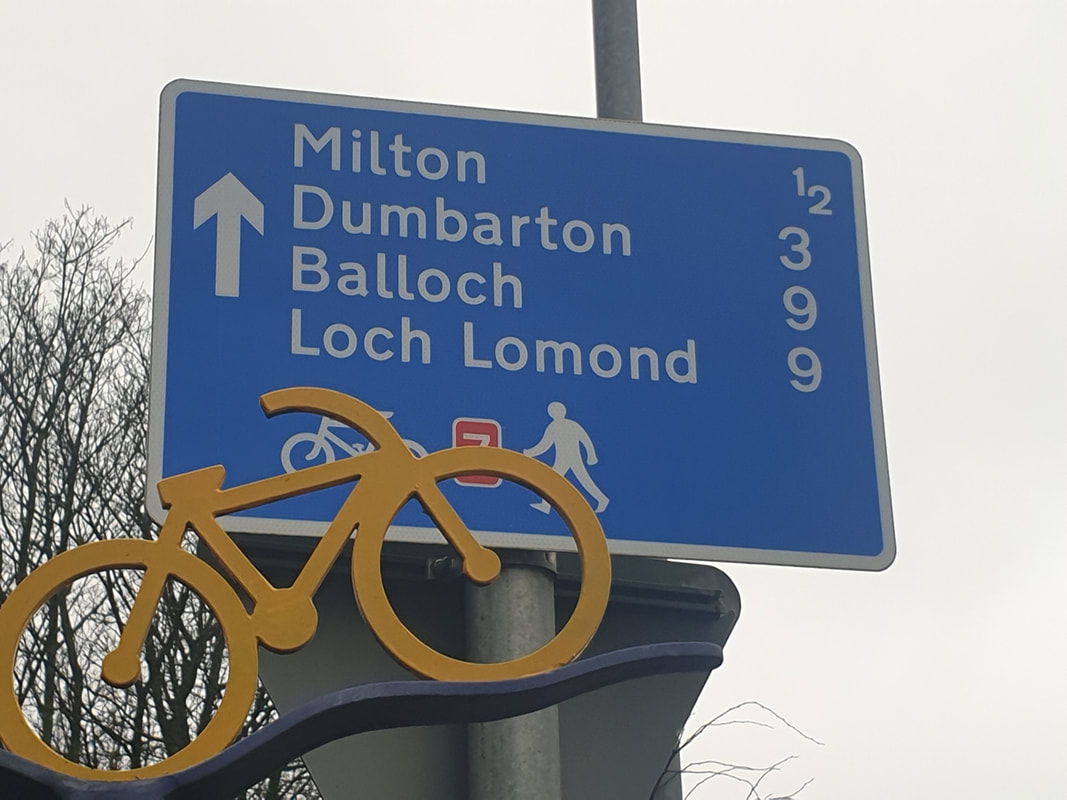 Milton 1/2
Dumbarton 3
Balloch 9
Loch Lomond 9
7